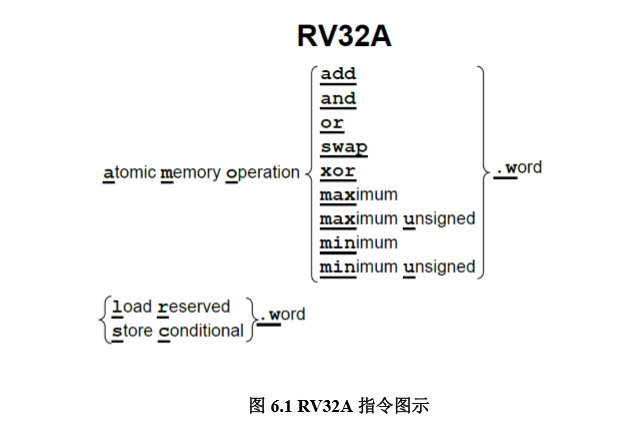 RV32A
add
and
or
swap
atomic memory operation
xor
.word
maximum
maximum unsigned
minimum
minimum unsigned
load reserved
store conditional
.word
图 6.1 RV32A 指令图示